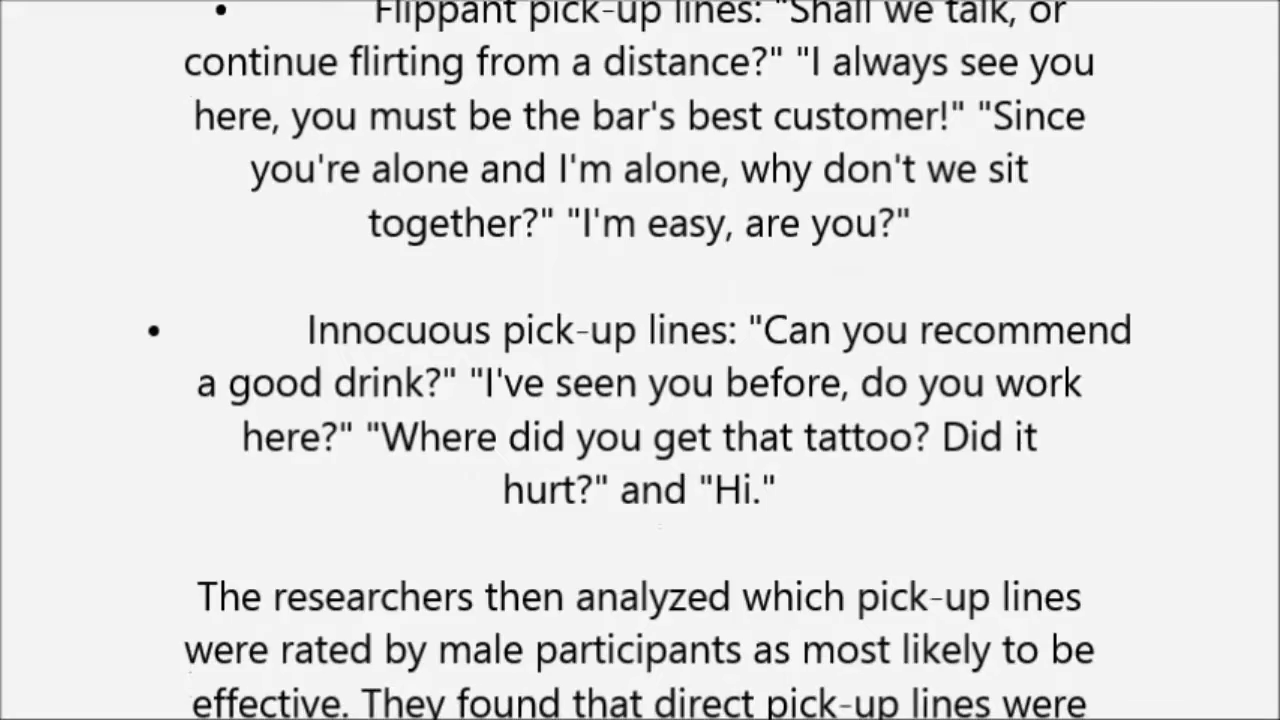 • Flippant pick-up lines: "Shall we talk, or
continue flirting from a distance?" "I always see you
here, you must be the bar's best customer!" "Since
you're alone and I'm alone, why don't we sit
together?" "I'm easy, are you?"
• Innocuous pick-up lines: "Can you recommend
a good drink?" "I've seen you before, do you work
here?" "Where did you get that tattoo? Did it
hurt?" and "Hi."
The researchers then analyzed which pick-up lines
were rated by male participants as most likely to be
effective. They found that direct pick-up lines were